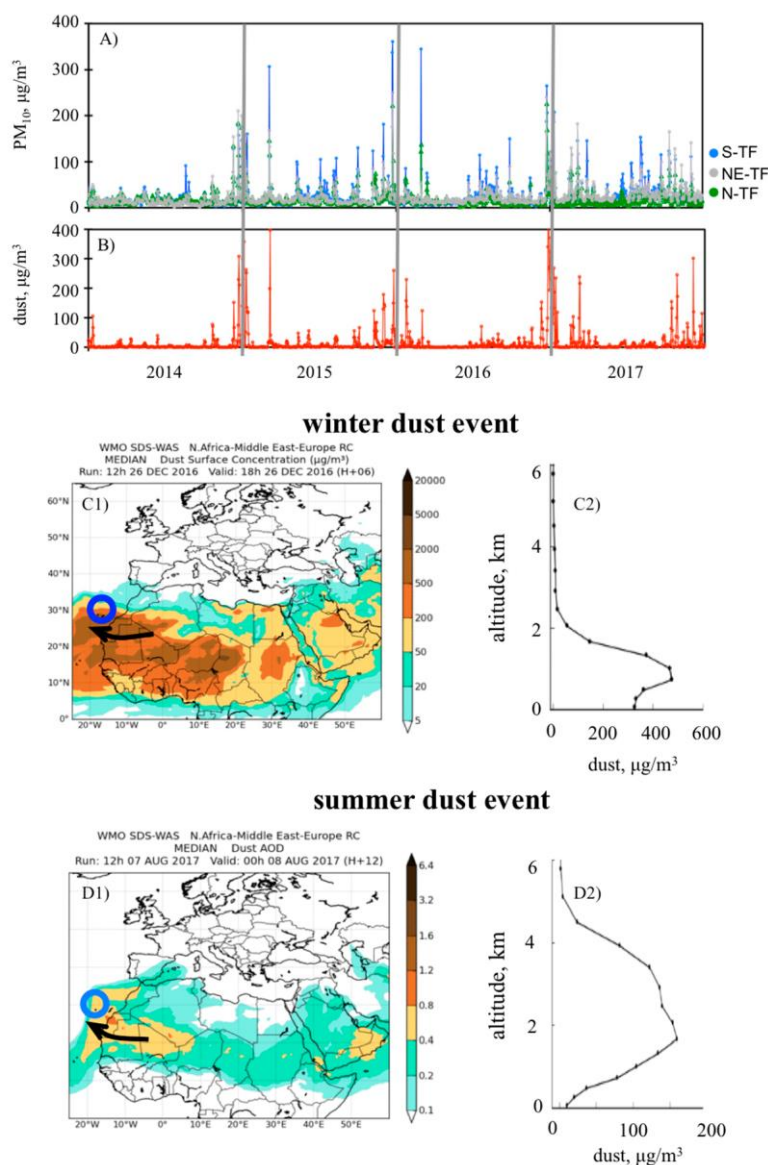 400
A)
300
200
100
0
PM10, µg/m³
S-TF
NE-TF
N-TF
400
B)
300
200
100
0
dust, µg/m³
2014 2015 2016 2017
winter dust event
WMO SDS-WAS N.Africa-Middle East-Europe RC
MEDIAN Dust Surface Concentration (µg/m³)
Run: 12h 26 DEC 2016 Valid: 18h 26 DEC 2016 (H+06)
C1)
60°N
50°N
40°N
30°N
20°N
10°N
0°
20°W 10°W 0° 10°E 20°E 30°E 40°E 50°E
20000
5000
2000
500
200
50
20
5
C2)
6
4
2
0
altitude, km
0 200 400 600
dust, µg/m³
summer dust event
WMO SDS-WAS N.Africa-Middle East-Europe RC
MEDIAN Dust AOD
Run: 12h 07 AUG 2017 Valid: 00h 08 AUG 2017 (H+12)
D1)
20°W 10°W 0° 10°E 20°E 30°E 40°E 50°E
6.4
3.2
1.6
1.2
0.8
0.4
0.2
0.1
D2)
6
4
2
0
altitude, km
0 100 200
dust, µg/m³